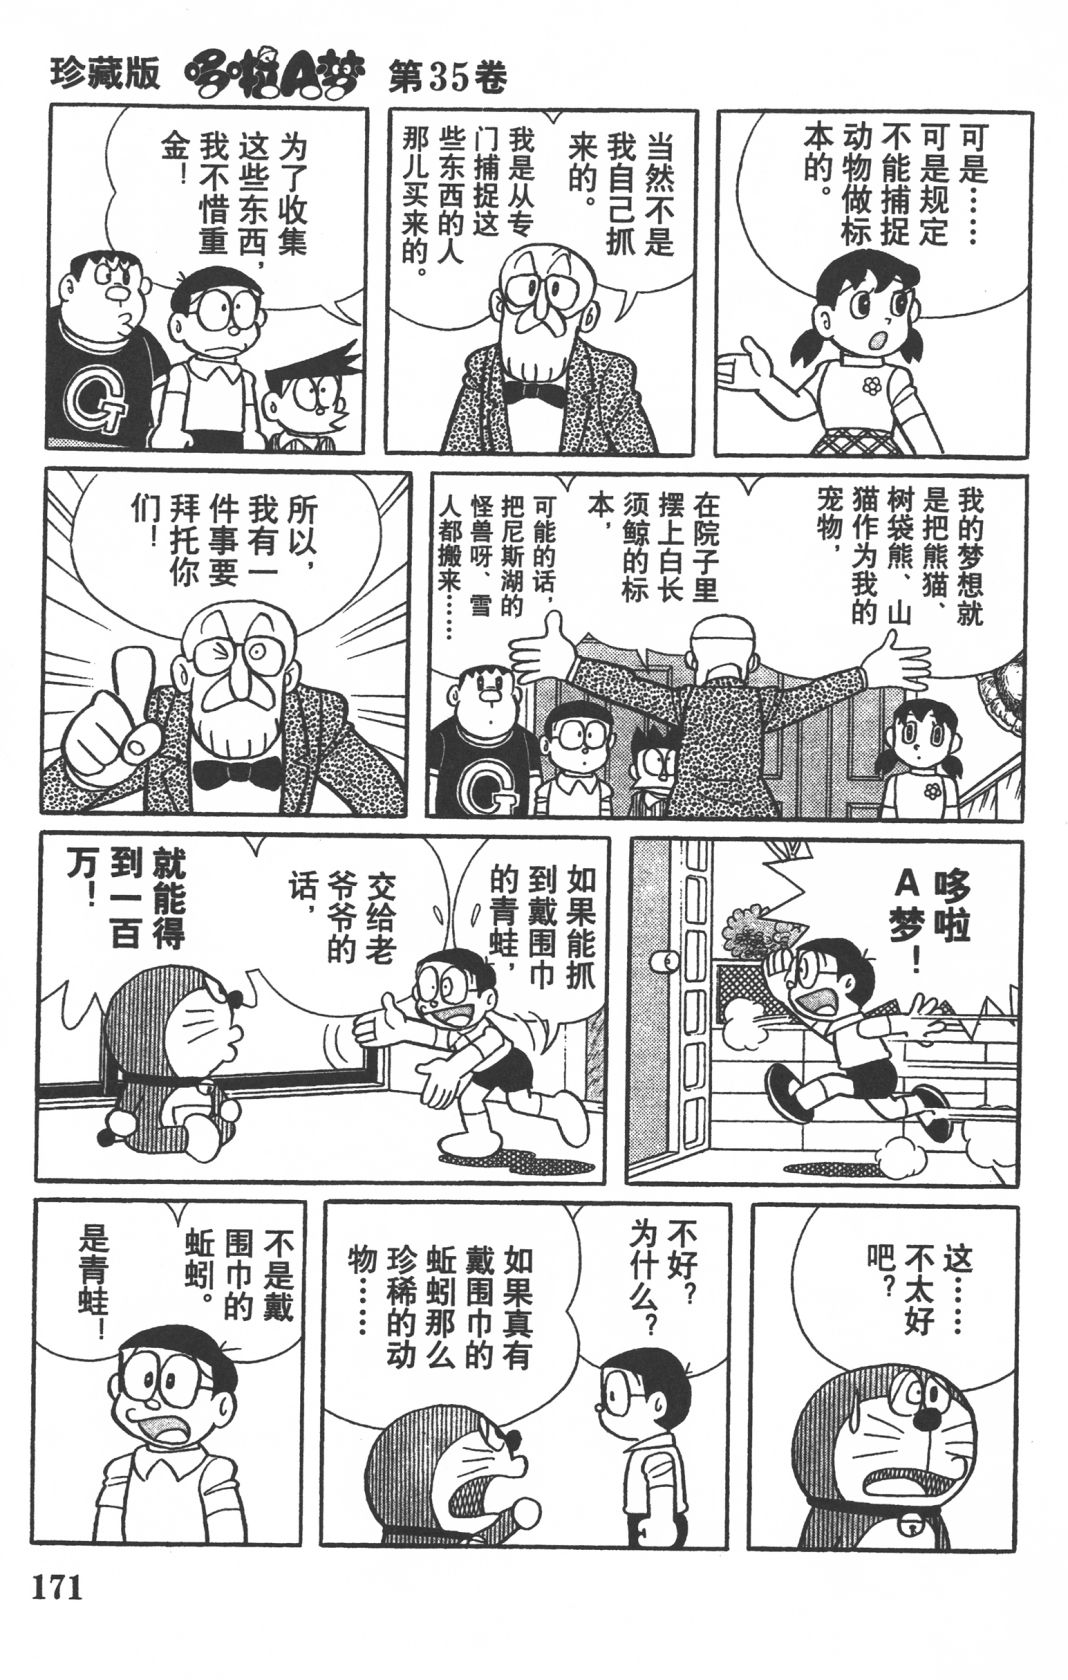 珍藏版 哆啦A梦 第35卷
可是……
可是规定
不能捕捉
动物做标
本的。
当然不是
我自己抓
来的。
我是从专
门捕捉这
些东西的人
那儿买来的。
为了收集
这些东西，
我不惜重
金！
我的梦想就
是把熊猫、
树袋熊、山
猫作为我的
宠物，
在院子里
摆上白长
须鲸的标
本，
可能的话，
把尼斯湖的
怪兽呀、雪
人都搬来……
所以，
我有一
件事要
拜托你
们！
哆啦
A梦！
如果能抓
到戴围巾
的青蛙，
交给老
爷爷的
话，
就能得
到一百
万！
这……
不太好
吧？
不好？
为什么？
如果真有
戴围巾的
蚯蚓那么
珍稀的动
物……
不是戴
围巾的
蚯蚓。
是青蛙！
171